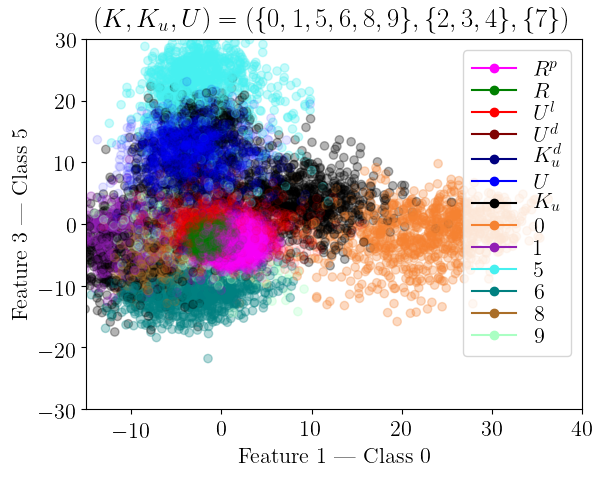 (K, K_u, U) = ({0, 1, 5, 6, 8, 9}, {2, 3, 4}, {7})
30
20
10
0
−10
−20
−30
Feature 3 — Class 5
R^p
R
U^l
U^d
K_u^d
U
K_u
0
1
5
6
8
9
−10
0
10
20
30
40
Feature 1 — Class 0